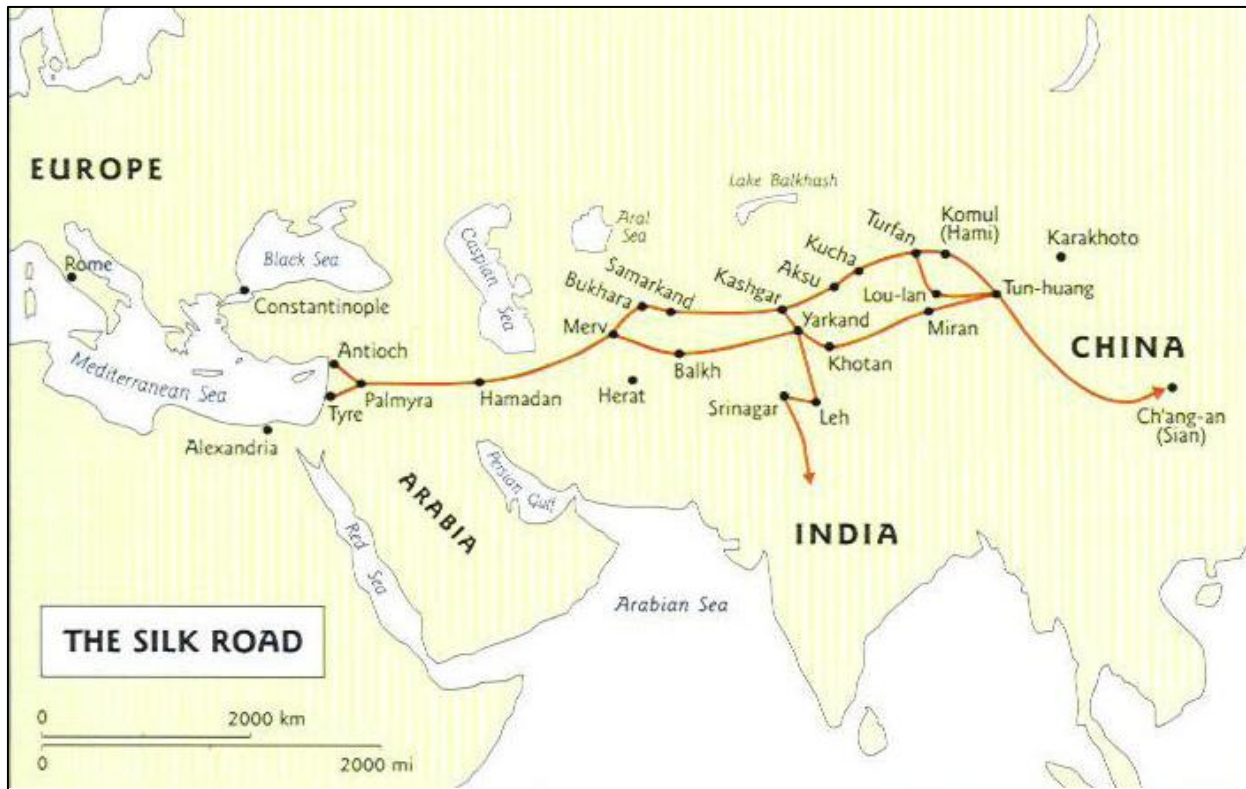 EUROPE
Lake Balkhash
Komul
(Hami)
Turfan
Karakhoto
Aral
Sea
Kucha
Caspian
Sea
Black Sea
Rome
Samarkand
Aksu
Kashgar
Bukhara
Constantinople
Lou-lan
Tun-huang
Merv
Yarkand
Miran
Antioch
CHINA
Mediterranean Sea
Khotan
Balkh
Palmyra
Hamadan
Herat
Tyre
Srinagar
Leh
Ch'ang-an
(Sian)
Alexandria
Persian Gulf
ARABIA
INDIA
Red
Sea
Arabian Sea
THE SILK ROAD
0 2000 km
0 2000 mi